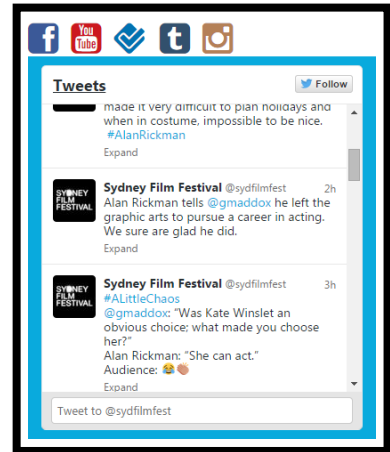 f You Tube t
Tweets Follow
made it very difficult to plan holidays and
when in costume, impossible to be nice.
#AlanRickman
Expand
SYDNEY
FILM
FESTIVAL
Sydney Film Festival @sydfilmfest 2h
Alan Rickman tells @gmaddox he left the
graphic arts to pursue a career in acting.
We sure are glad he did.
Expand
SYDNEY
FILM
FESTIVAL
Sydney Film Festival @sydfilmfest 3h
#ALittleChaos
@gmaddox: "Was Kate Winslet an
obvious choice; what made you choose
her?"
Alan Rickman: "She can act."
Audience: 😂👏
Expand
Tweet to @sydfilmfest